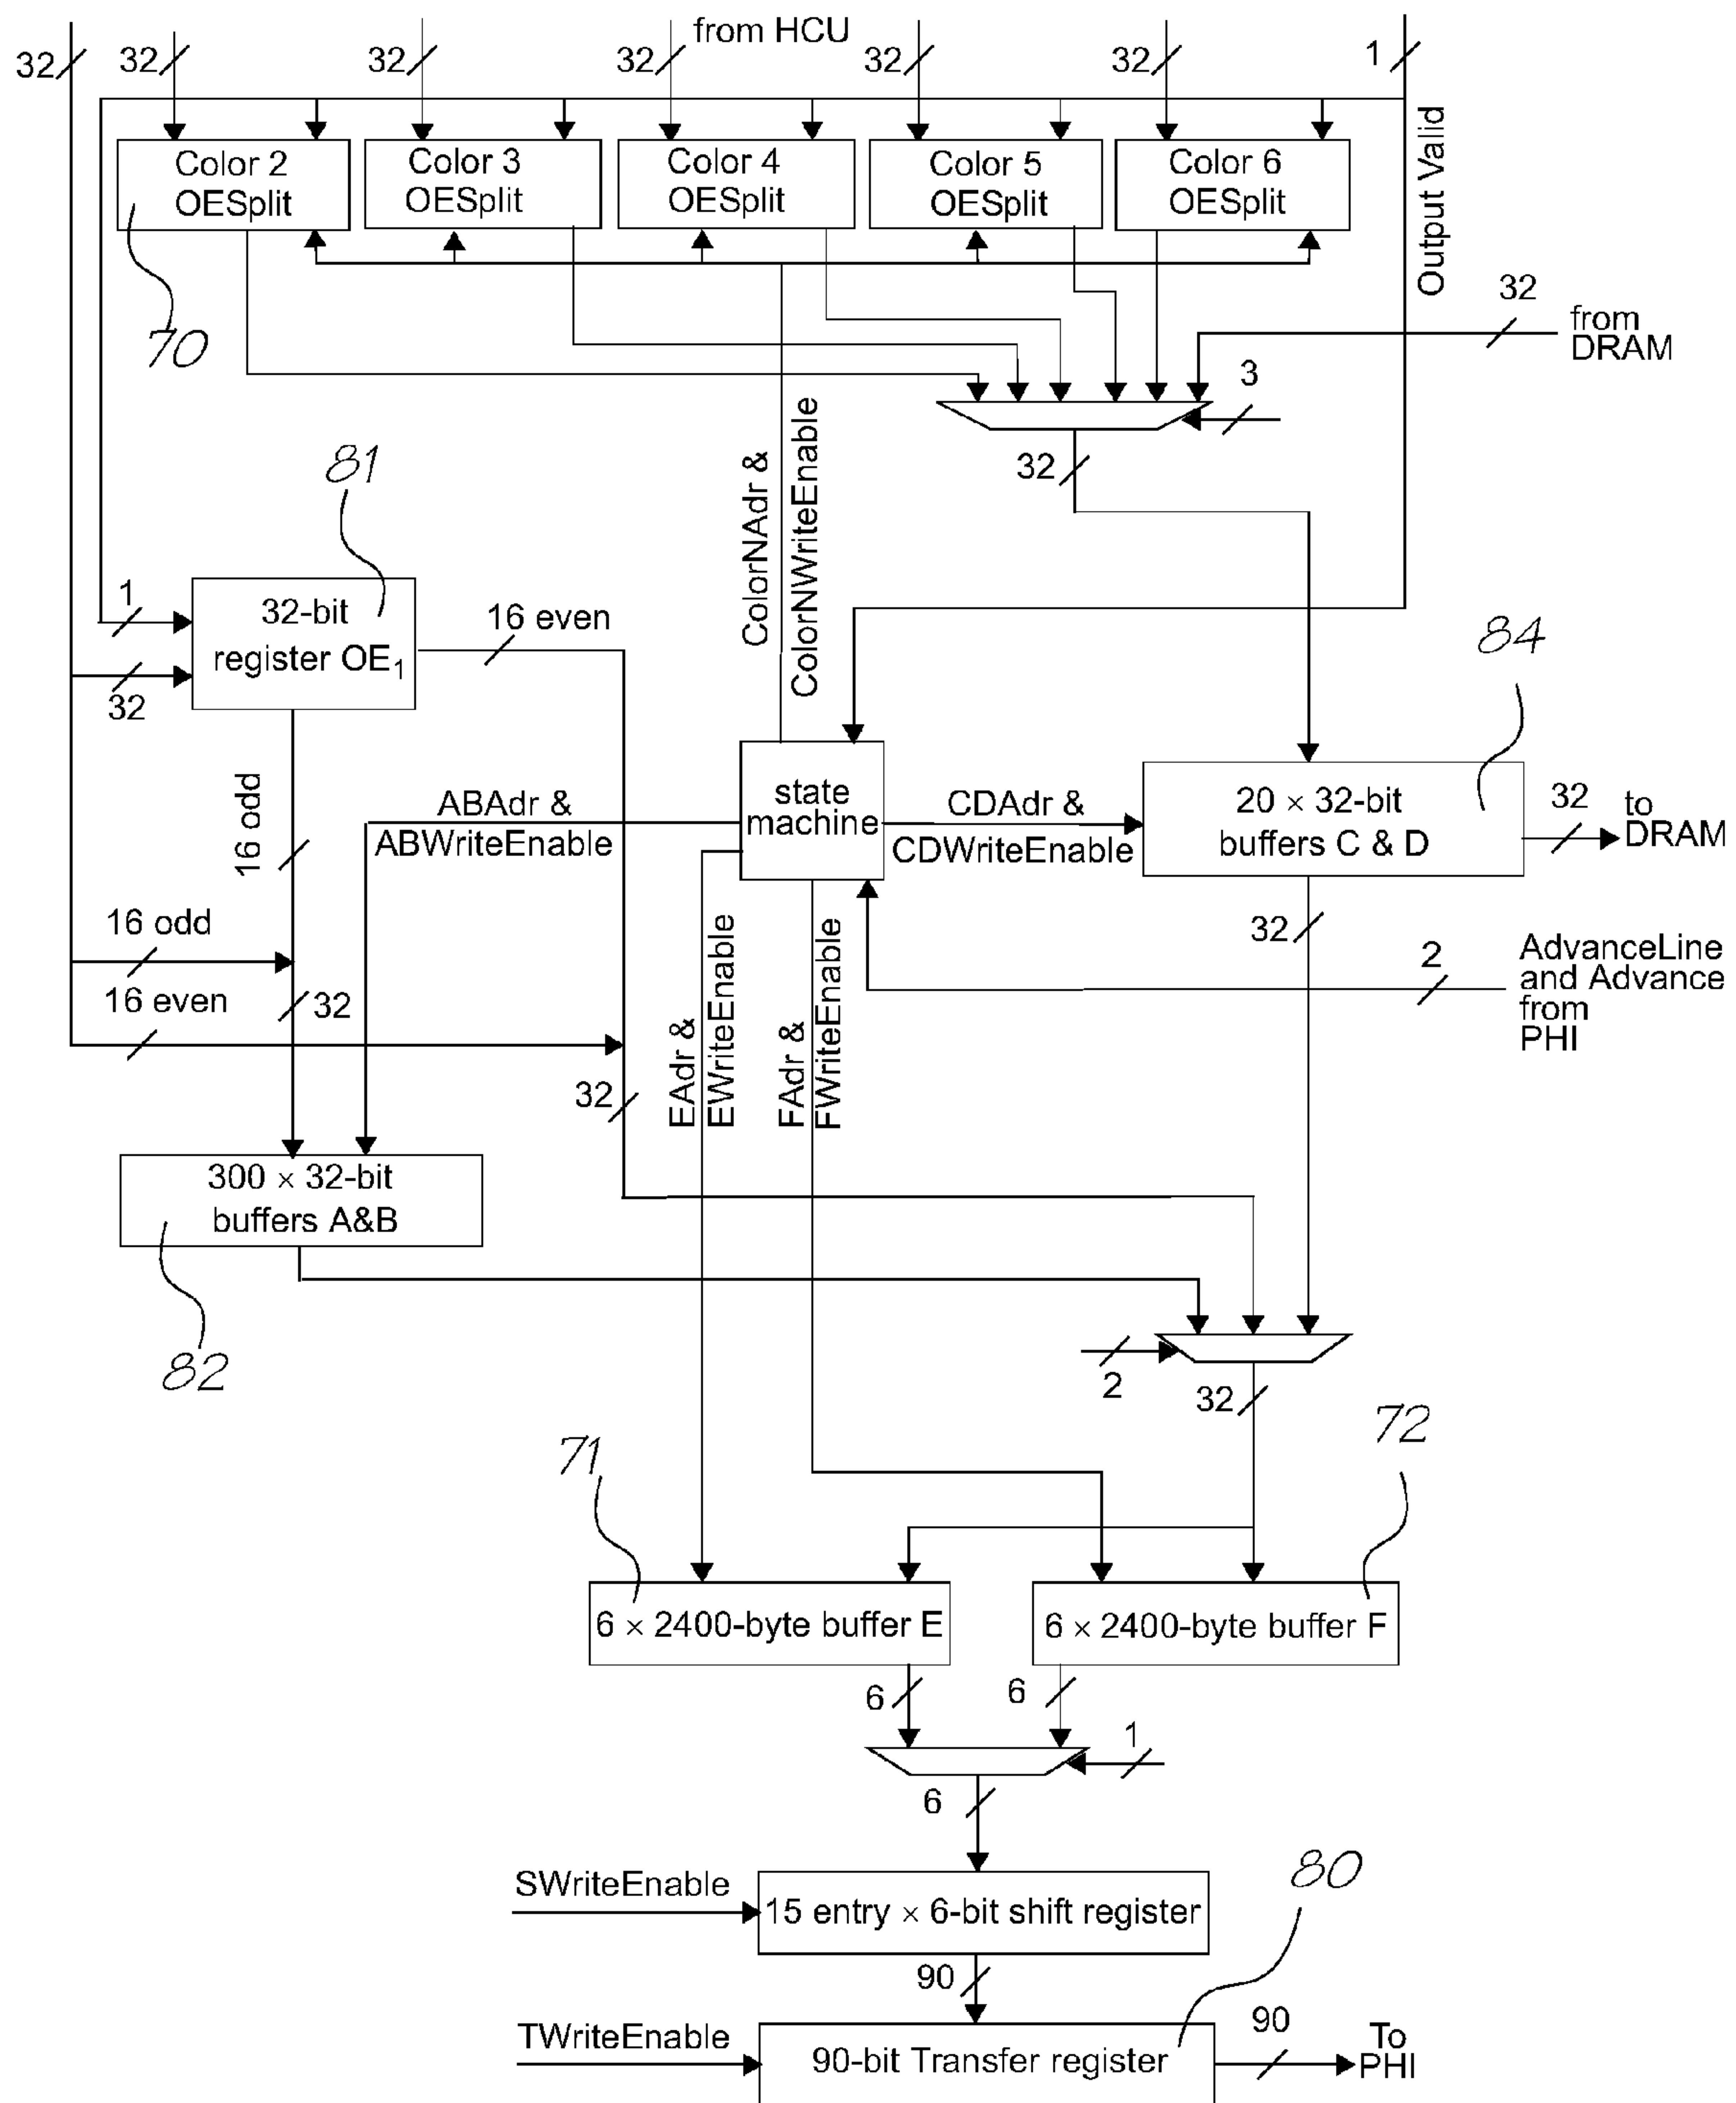 from HCU
32
32
32
32
32
32
1
Color 2
OESplit
Color 3
OESplit
Color 4
OESplit
Color 5
OESplit
Color 6
OESplit
Output Valid
70
32
from
DRAM
3
32
81
ColorNAdr &
ColorNWriteEnable
1
32-bit
register OE1
32
16 even
84
16 odd
ABAdr &
ABWriteEnable
state
machine
CDAdr &
CDWriteEnable
20 × 32-bit
buffers C & D
32
to
DRAM
16 odd
16 even
32
32
EAdr &
EWriteEnable
FAdr &
FWriteEnable
32
2
AdvanceLine
and Advance
from
PHI
300 × 32-bit
buffers A&B
82
2
32
71
72
6 × 2400-byte buffer E
6 × 2400-byte buffer F
6
6
1
6
SWriteEnable
15 entry × 6-bit shift register
80
90
TWriteEnable
90-bit Transfer register
90
To
PHI